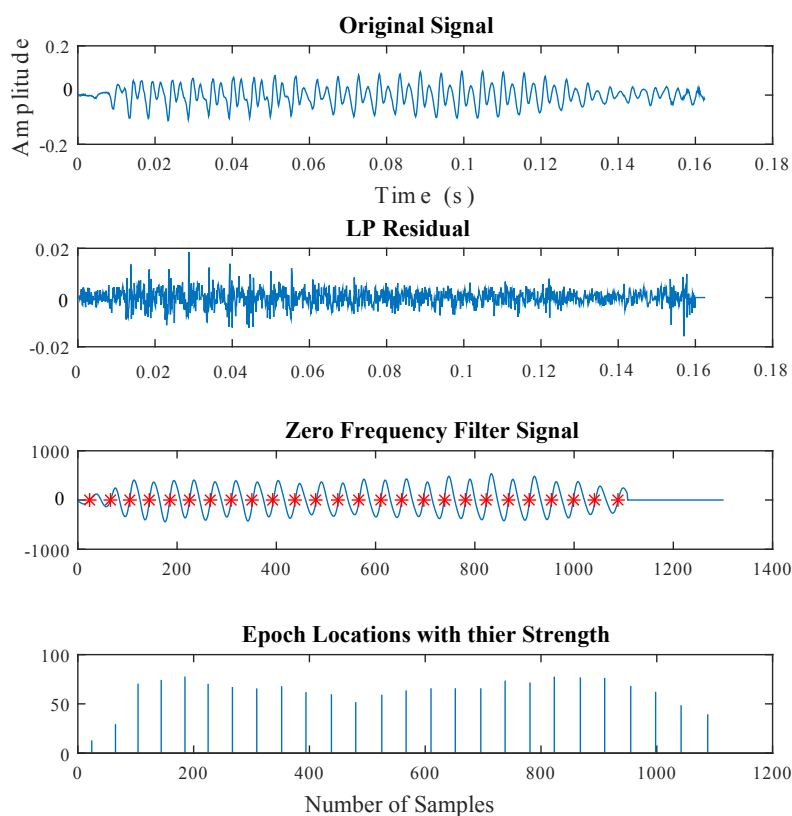 Original Signal
Amplitude
0.2
0
-0.2
0 0.02 0.04 0.06 0.08 0.1 0.12 0.14 0.16 0.18
Time (s)
LP Residual
0.02
0
-0.02
0 0.02 0.04 0.06 0.08 0.1 0.12 0.14 0.16 0.18
Zero Frequency Filter Signal
1000
0
-1000
0 200 400 600 800 1000 1200 1400
Epoch Locations with thier Strength
100
50
0
0 200 400 600 800 1000 1200
Number of Samples